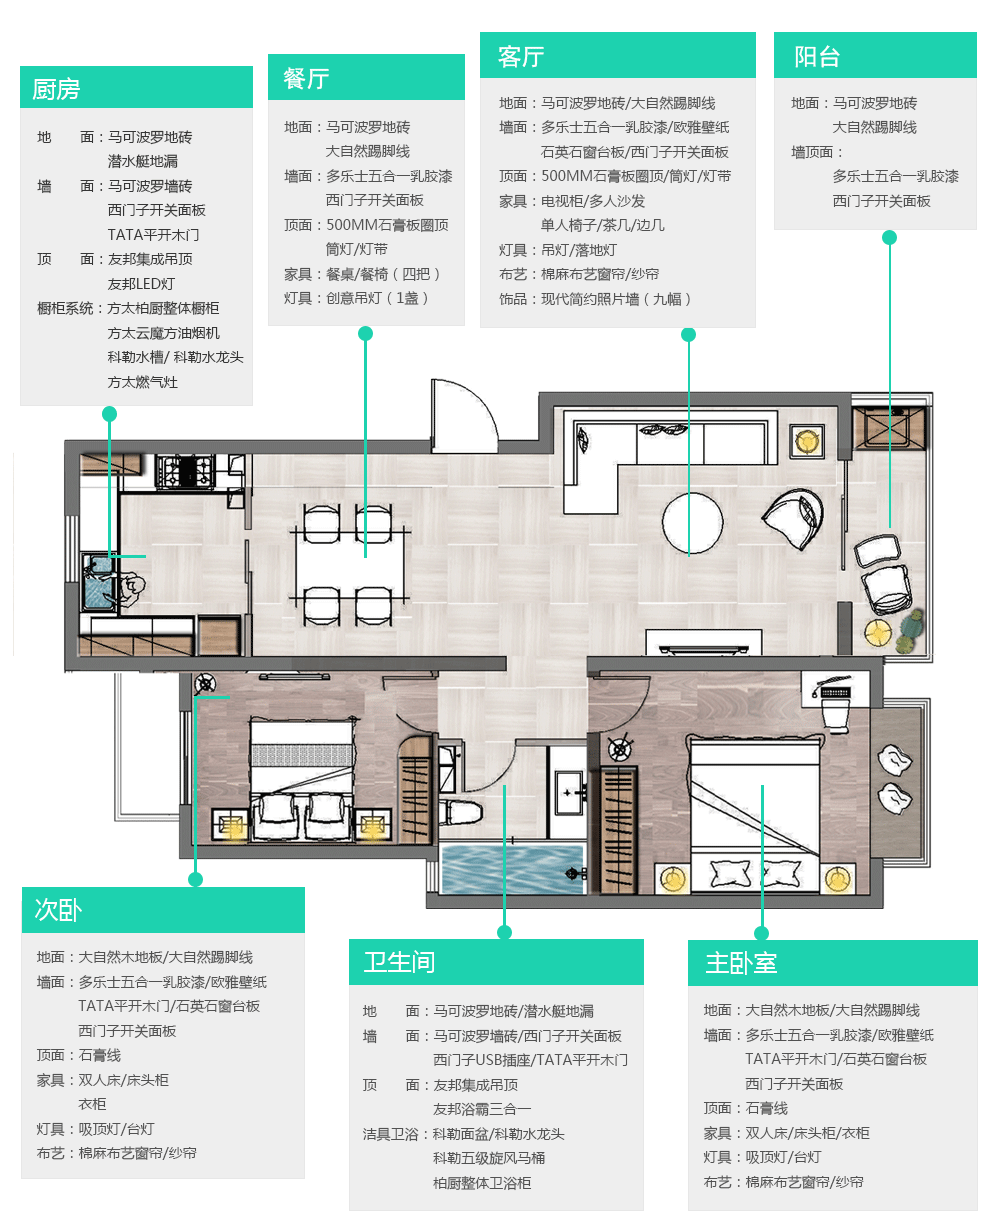 厨房
地 面：马可波罗地砖
潜水艇地漏
墙 面：马可波罗墙砖
西门子开关面板
TATA平开木门
顶 面：友邦集成吊顶
友邦LED灯
橱柜系统：方太柏厨整体橱柜
方太云魔方油烟机
科勒水槽/ 科勒水龙头
方太燃气灶
餐厅
地面：马可波罗地砖
大自然踢脚线
墙面：多乐士五合一乳胶漆
西门子开关面板
顶面：500MM石膏板圈顶
筒灯/灯带
家具：餐桌/餐椅（四把）
灯具：创意吊灯（1盏）
客厅
地面：马可波罗地砖/大自然踢脚线
墙面：多乐士五合一乳胶漆/欧雅壁纸
石英石窗台板/西门子开关面板
顶面：500MM石膏板圈顶/筒灯/灯带
家具：电视柜/多人沙发
单人椅子/茶几/边几
灯具：吊灯/落地灯
布艺：棉麻布艺窗帘/纱帘
饰品：现代简约照片墙（九幅）
阳台
地面：马可波罗地砖
大自然踢脚线
墙顶面：
多乐士五合一乳胶漆
西门子开关面板
次卧
地面：大自然木地板/大自然踢脚线
墙面：多乐士五合一乳胶漆/欧雅壁纸
TATA平开木门/石英石窗台板
西门子开关面板
顶面：石膏线
家具：双人床/床头柜
衣柜
灯具：吸顶灯/台灯
布艺：棉麻布艺窗帘/纱帘
卫生间
地 面：马可波罗地砖/潜水艇地漏
墙 面：马可波罗墙砖/西门子开关面板
西门子USB插座/TATA平开木门
顶 面：友邦集成吊顶
友邦浴霸三合一
洁具卫浴：科勒面盆/科勒水龙头
科勒五级旋风马桶
柏厨整体卫浴柜
主卧室
地面：大自然木地板/大自然踢脚线
墙面：多乐士五合一乳胶漆/欧雅壁纸
TATA平开木门/石英石窗台板
西门子开关面板
顶面：石膏线
家具：双人床/床头柜/衣柜
灯具：吸顶灯/台灯
布艺：棉麻布艺窗帘/纱帘